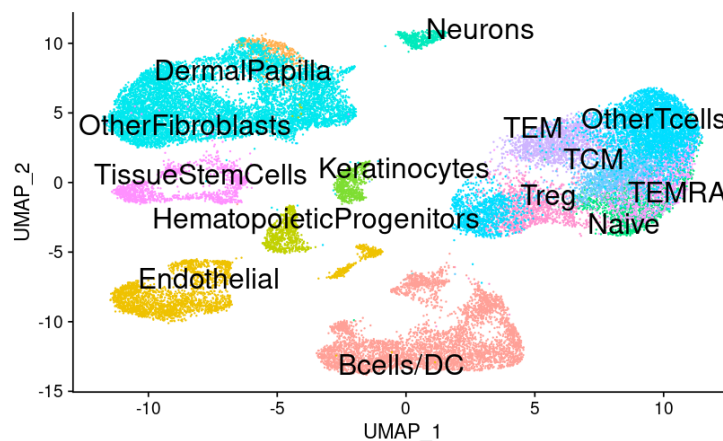 Neurons
10
DermalPapilla
5
OtherFibroblasts
TEM
OtherTcells
TCM
TissueStemCells
Keratinocytes
0
Treg
TEMRA
HematopoieticProgenitors
Naive
UMAP_2
-5
Endothelial
-10
Bcells/DC
-15
-10
-5
0
5
10
UMAP_1